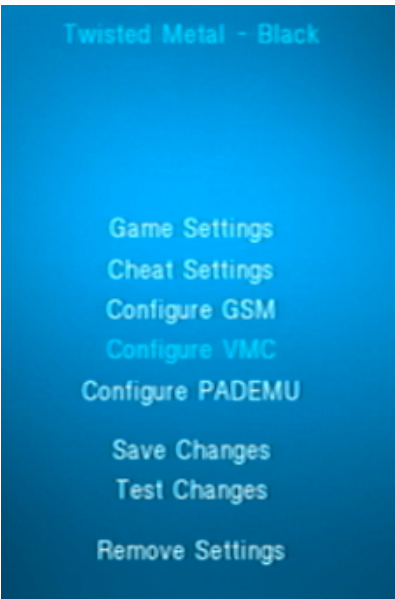 Twisted Metal - Black
Game Settings
Cheat Settings
Configure GSM
Configure VMC
Configure PADEMU
Save Changes
Test Changes
Remove Settings